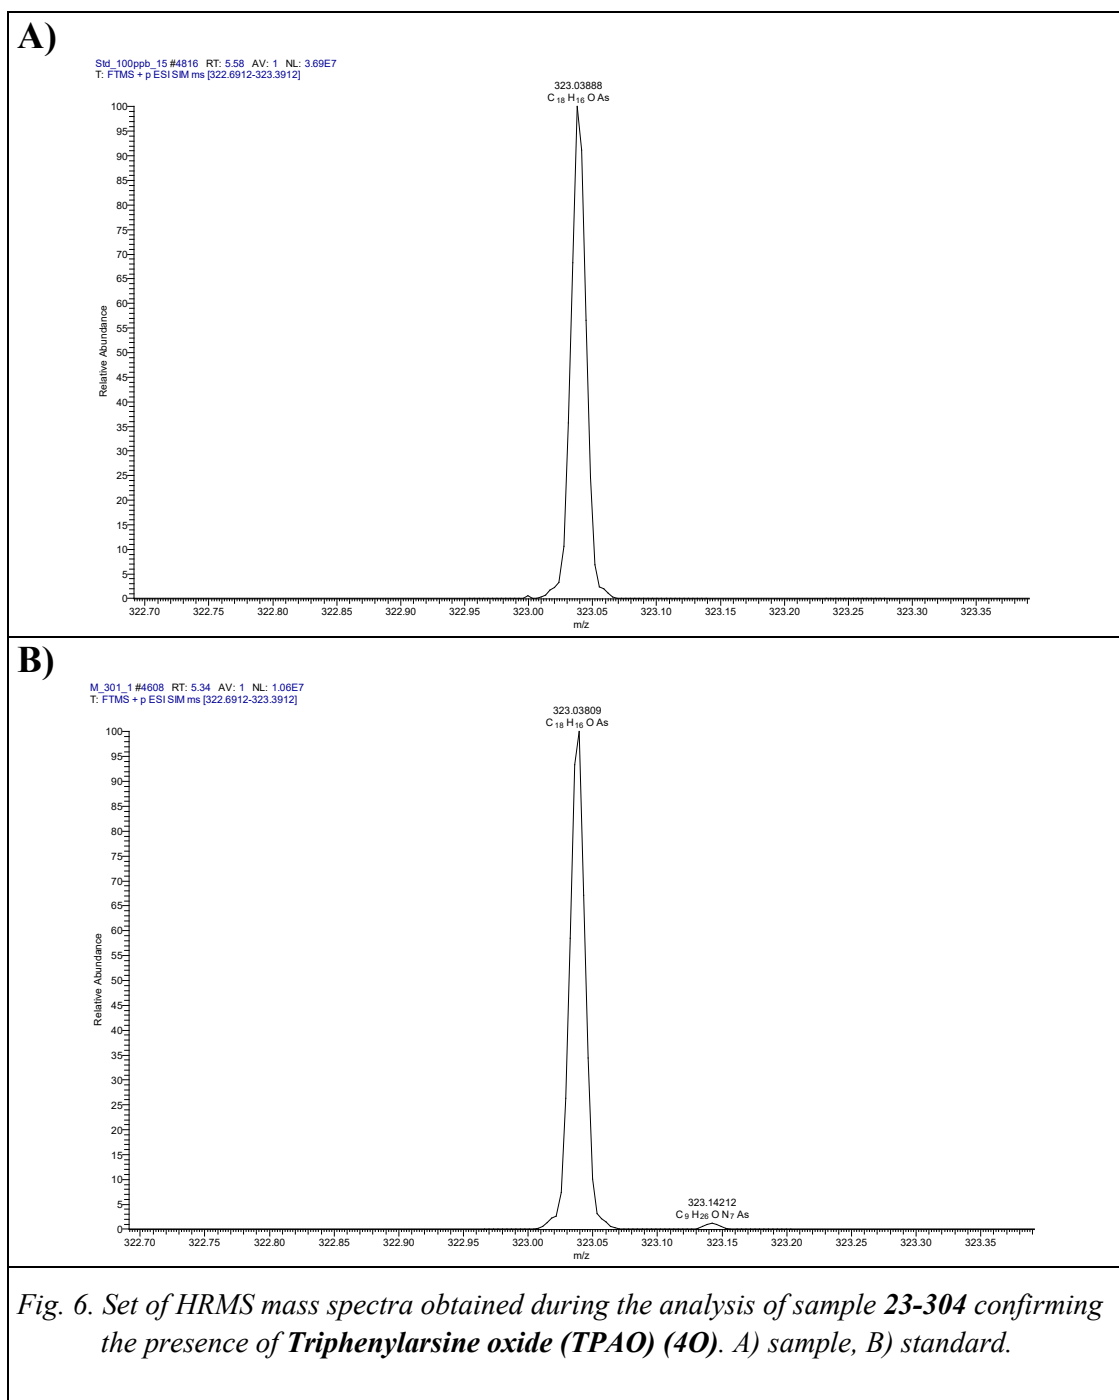 A)
Std_100ppb_15 #4816 RT: 5.58 AV: 1 NL: 3.69E7
T: FTMS + p ESI SIM ms [322.6912-323.3912]
323.03888
C 18 H 16 O As
100
95
90
85
80
75
70
65
60
55
50
45
40
35
30
25
20
15
10
5
0
Relative Abundance
322.70 322.75 322.80 322.85 322.90 322.95 323.00 323.05 323.10 323.15 323.20 323.25 323.30 323.35
m/z
B)
M_301_1 #4608 RT: 5.34 AV: 1 NL: 1.06E7
T: FTMS + p ESI SIM ms [322.6912-323.3912]
323.03809
C 18 H 16 O As
100
95
90
85
80
75
70
65
60
55
50
45
40
35
30
25
20
15
10
5
0
Relative Abundance
323.14212
C 9 H 26 O N 7 As
322.70 322.75 322.80 322.85 322.90 322.95 323.00 323.05 323.10 323.15 323.20 323.25 323.30 323.35
m/z
Fig. 6. Set of HRMS mass spectra obtained during the analysis of sample 23-304 confirming
the presence of Triphenylarsine oxide (TPAO) (4O). A) sample, B) standard.